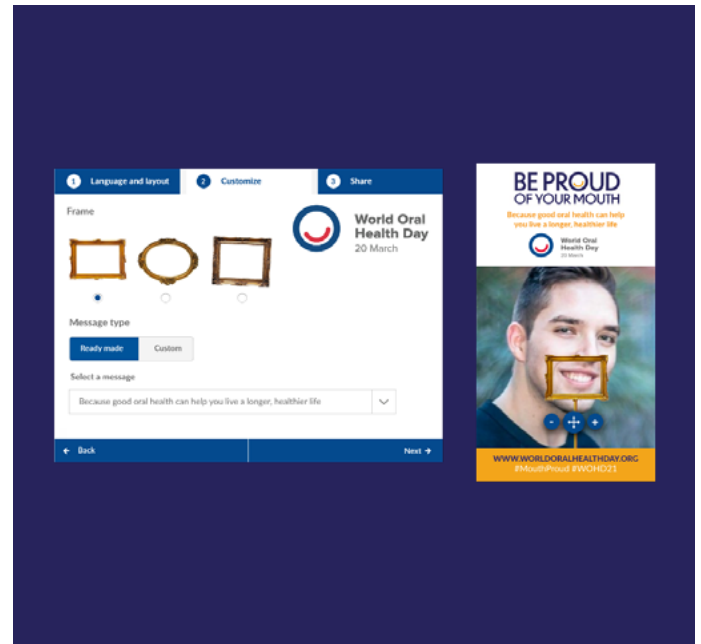 1 Language and layout
2 Customize
3 Share
Frame
World Oral
Health Day
20 March
Message type
Ready made
Custom
Select a message
Because good oral health can help you live a longer, healthier life
← Back
Next →
BE PROUD
OF YOUR MOUTH
Because good oral health can help
you live a longer, healthier life
World Oral
Health Day
20 March
- +
WWW.WORLDORALHEALTHDAY.ORG
#MouthProud #WOHD21